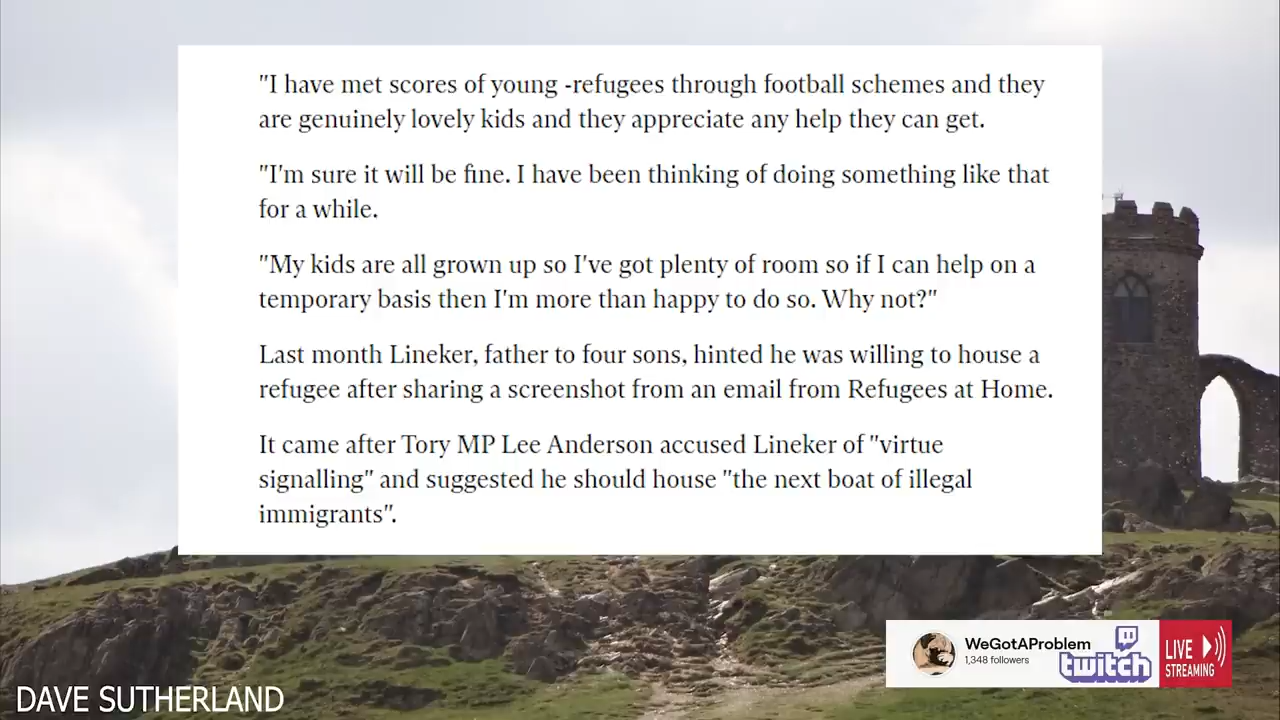 "I have met scores of young -refugees through football schemes and they
are genuinely lovely kids and they appreciate any help they can get.
"I'm sure it will be fine. I have been thinking of doing something like that
for a while.
"My kids are all grown up so I've got plenty of room so if I can help on a
temporary basis then I'm more than happy to do so. Why not?"
Last month Lineker, father to four sons, hinted he was willing to house a
refugee after sharing a screenshot from an email from Refugees at Home.
It came after Tory MP Lee Anderson accused Lineker of "virtue
signalling" and suggested he should house "the next boat of illegal
immigrants".
WeGotAProblem
1,348 followers
twitch
LIVE
STREAMING
DAVE SUTHERLAND